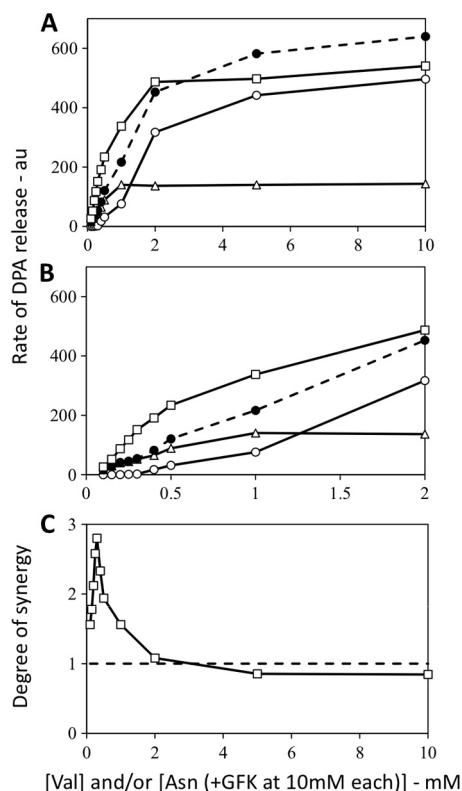 A
600
400
200
0
0 2 4 6 8 10
Rate of DPA release - au
B
600
400
200
0
0 0.5 1 1.5 2
C
3
2
1
0
Degree of synergy
0 2 4 6 8 10
[Val] and/or [Asn (+GFK at 10mM each)] - mM